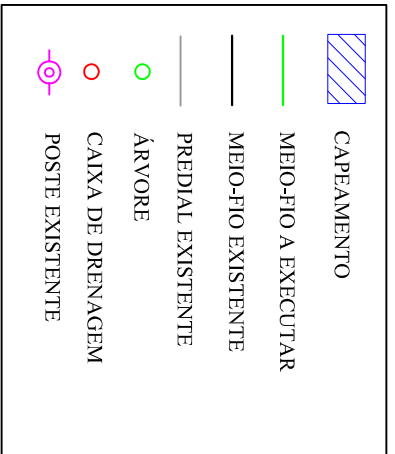 CAPEAMENTO
MEIO-FIO A EXECUTAR
MEIO-FIO EXISTENTE
PREDIAL EXISTENTE
ÁRVORE
CAIXA DE DRENAGEM
POSTE EXISTENTE